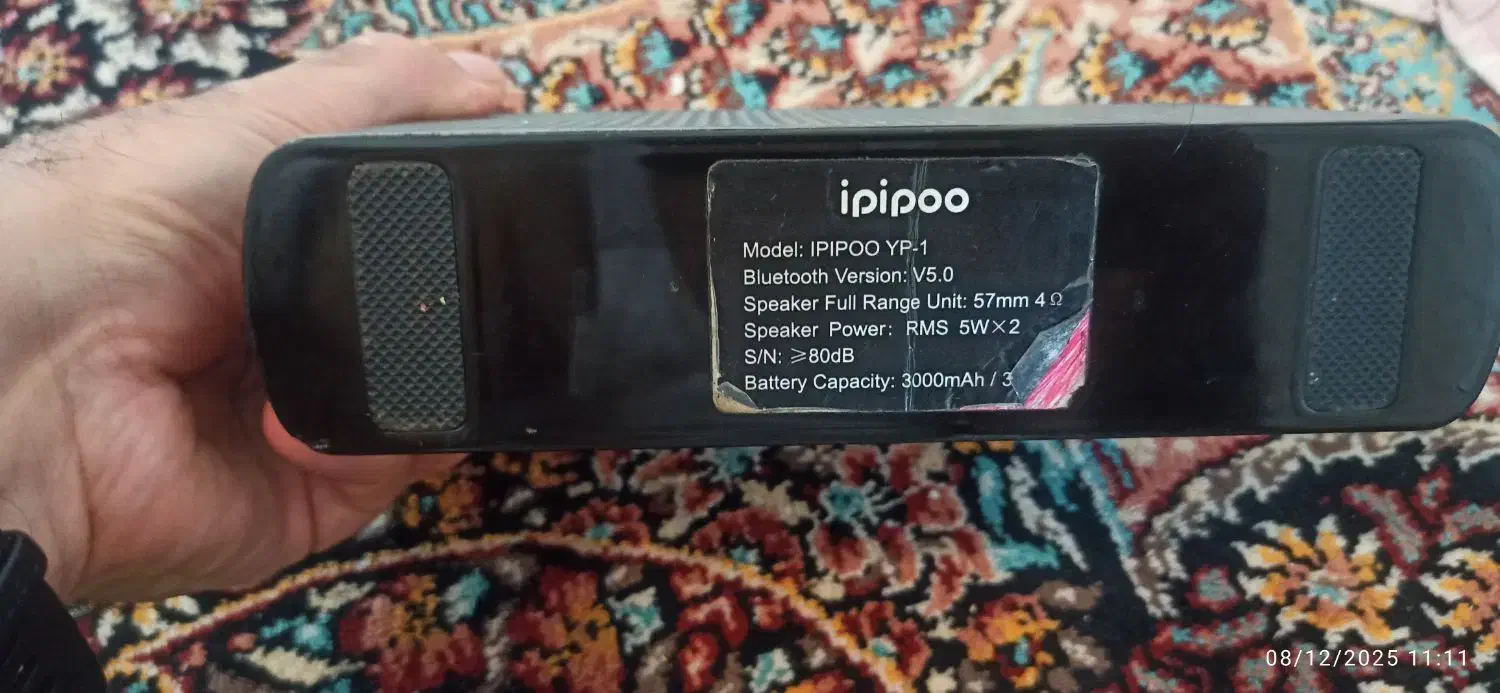 ipipoo
Model: IPIPOO YP-1
Bluetooth Version: V5.0
Speaker Full Range Unit: 57mm 4Ω
Speaker Power: RMS 5W×2
S/N: ≥80dB
Battery Capacity: 3000mAh / 3
08/12/2025 11:11